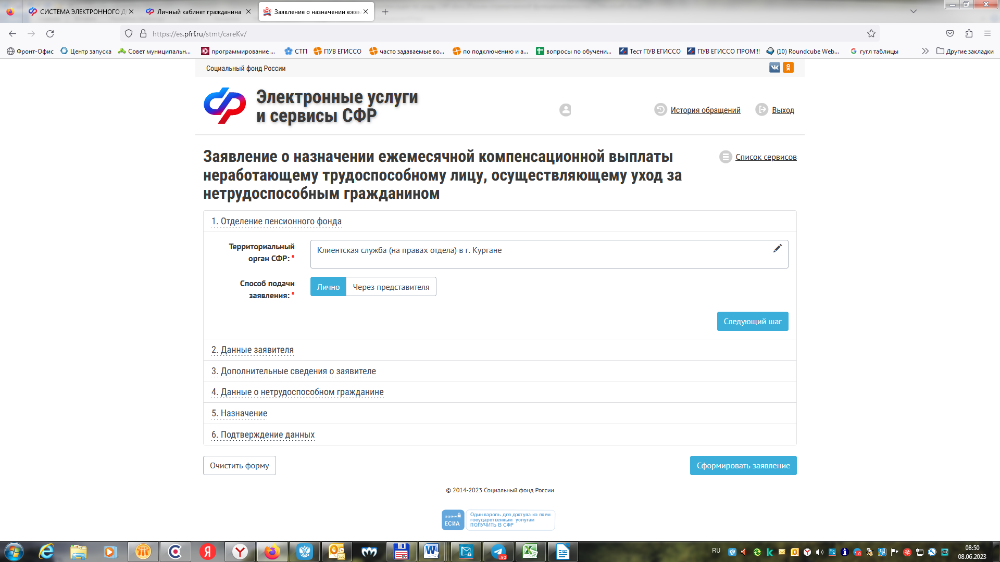 СИСТЕМА ЭЛЕКТРОННОГО Д
Личный кабинет гражданина
Заявление о назначении ежем
https://es.pfrf.ru/stmt/careKv/
Фронт-Офис
Центр запуска
Совет муниципальн...
программирование ...
СТП
ПУВ ЕГИССО
часто задаваемые во...
по подключению и а...
вопросы по обучени...
Тест ПУВ ЕГИССО
ПУВ ЕГИССО ПРОМ!!!
(10) Roundcube Web...
гугл таблицы
Другие закладки
Социальный фонд России
Электронные услуги
и сервисы СФР
История обращений
Выход
Заявление о назначении ежемесячной компенсационной выплаты
неработающему трудоспособному лицу, осуществляющему уход за
нетрудоспособным гражданином
Список сервисов
1. Отделение пенсионного фонда
Территориальный
орган СФР: *
Клиентская служба (на правах отдела) в г. Кургане
Способ подачи
заявления: *
Лично
Через представителя
Следующий шаг
2. Данные заявителя
3. Дополнительные сведения о заявителе
4. Данные о нетрудоспособном гражданине
5. Назначение
6. Подтверждение данных
Очистить форму
Сформировать заявление
© 2014-2023 Социальный фонд России
ЕСИА
Один пароль для доступа ко всем
государственным услугам
ПОЛУЧИТЬ В СФР
RU
08:50
08.06.2023